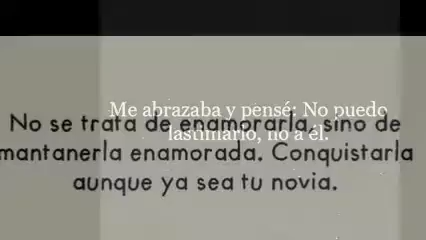 Me abrazaba y pensé: No puedo
lastimarlo, no a él.
No se trata de enamorarla, sino de
mantanerla enamorada. Conquistarla
aunque ya sea tu novia.